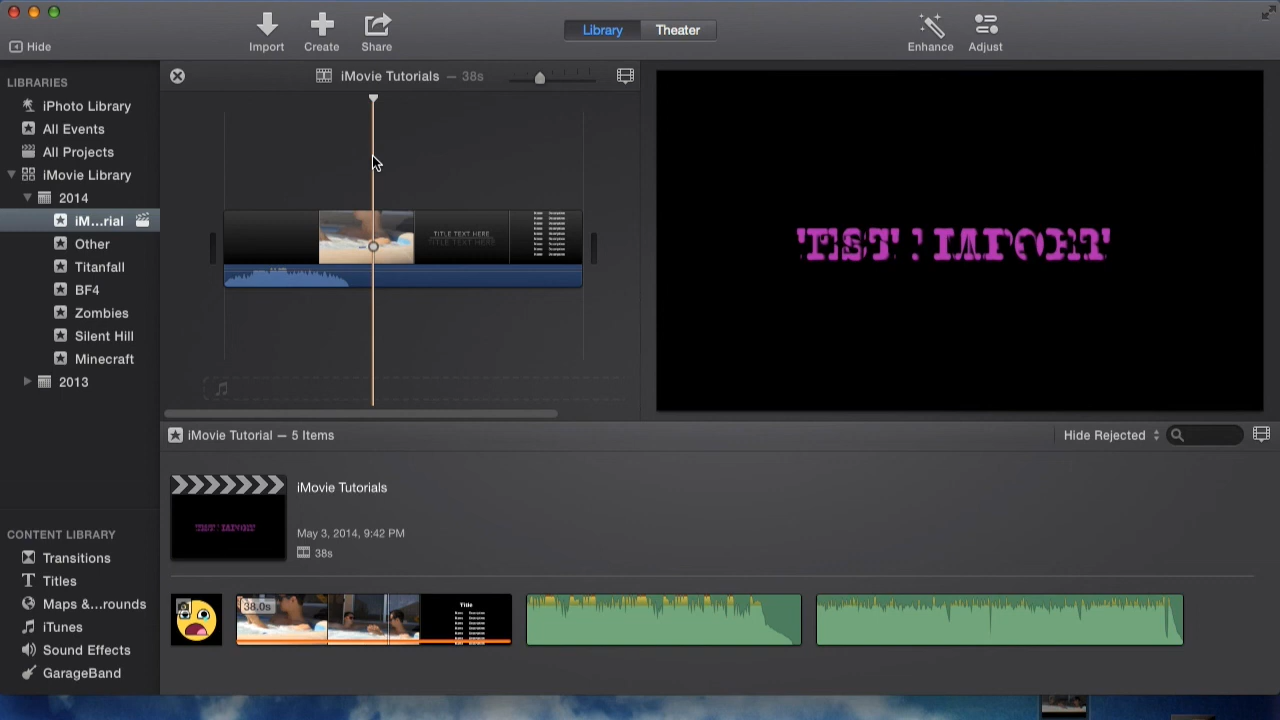 Import
Create
Share
Library
Theater
Enhance
Adjust
Hide
LIBRARIES
iPhoto Library
All Events
All Projects
iMovie Library
2014
iM...rial
Other
Titanfall
BF4
Zombies
Silent Hill
Minecraft
2013
iMovie Tutorials — 38s
TITLE TEXT HERE
iMovie Tutorial — 5 Items
Hide Rejected
iMovie Tutorials
May 3, 2014, 9:42 PM
38s
CONTENT LIBRARY
Transitions
Titles
Maps &...rounds
iTunes
Sound Effects
GarageBand
38.0s
Title